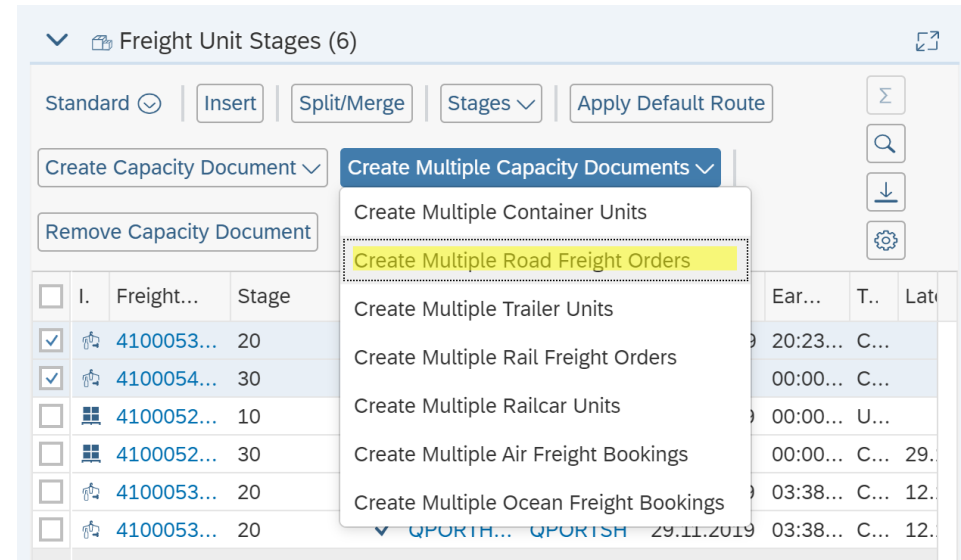 Freight Unit Stages (6)
Standard Insert Split/Merge Stages Apply Default Route
Create Capacity Document Create Multiple Capacity Documents
Create Multiple Container Units
Remove Capacity Document
Create Multiple Road Freight Orders
I. Freight... Stage Ear... T..
Create Multiple Trailer Units
4100053... 20 20:23... C...
Create Multiple Rail Freight Orders
4100054... 30 00:00... C...
Create Multiple Railcar Units
4100052... 10 00:00... U...
Create Multiple Air Freight Bookings
4100052... 30 00:00... C... 29.
4100053... 20 03:38... C... 12.
Create Multiple Ocean Freight Bookings
4100053... 20 QPORTH... QPORTSH 29.11.2019 03:38... C... 12.